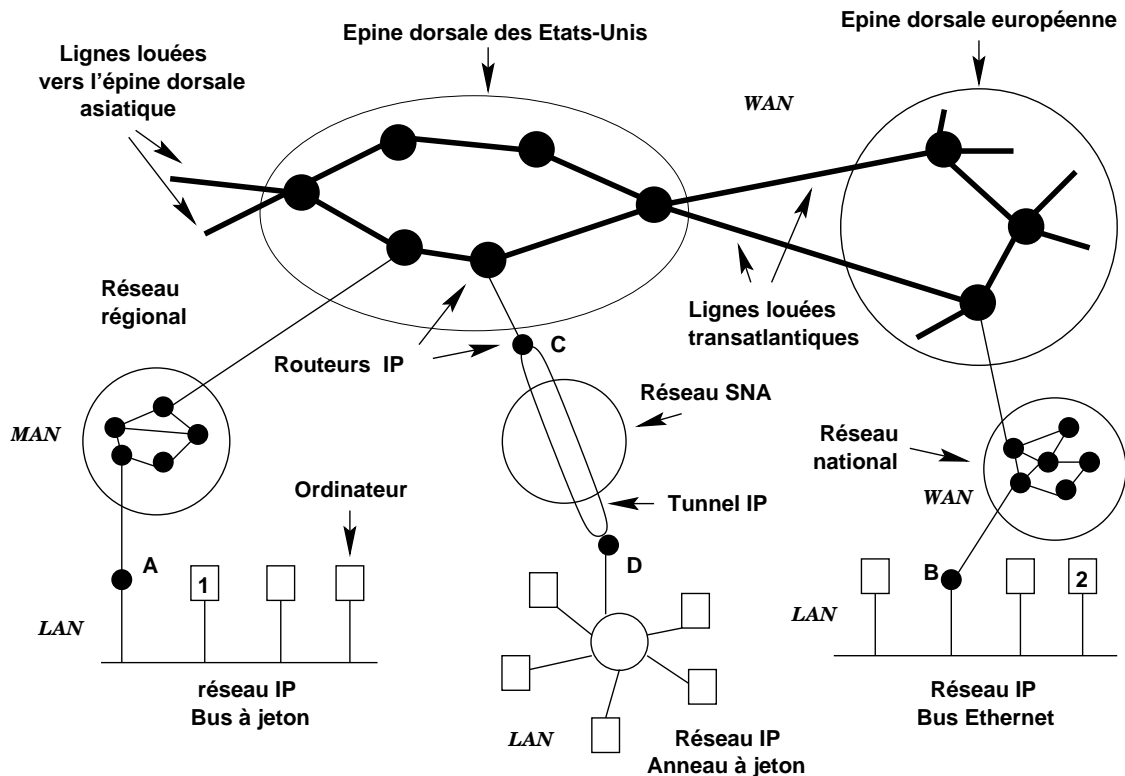 Epine dorsale des Etats-Unis
Epine dorsale européenne
Lignes louées
vers l'épine dorsale
asiatique
WAN
Réseau
régional
Lignes louées
transatlantiques
Routeurs IP
C
Réseau SNA
MAN
Réseau
national
Ordinateur
Tunnel IP
WAN
A
D
B
1
2
LAN
LAN
réseau IP
Bus à jeton
Réseau IP
Bus Ethernet
LAN
Réseau IP
Anneau à jeton